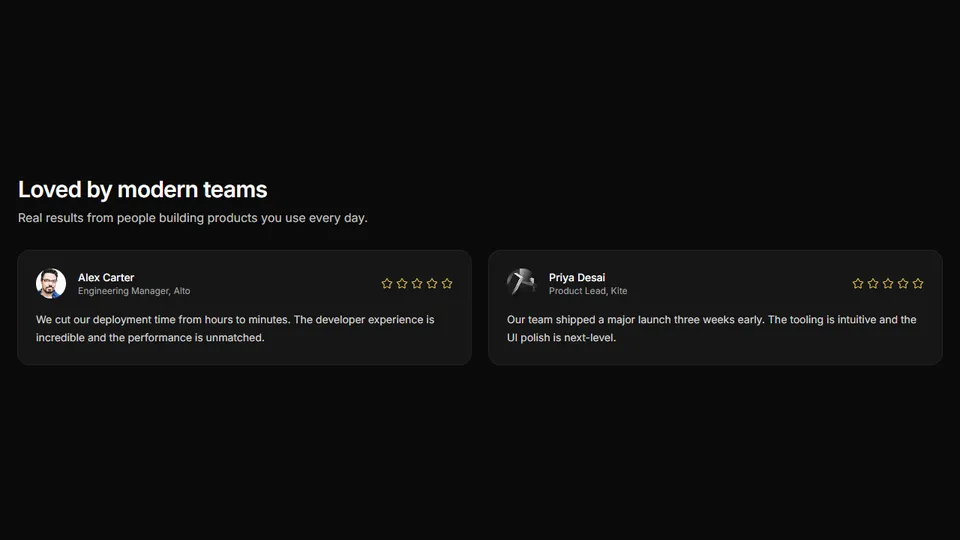 Loved by modern teams
Real results from people building products you use every day.
Alex Carter
Engineering Manager, Alto
We cut our deployment time from hours to minutes. The developer experience is
incredible and the performance is unmatched.
Priya Desai
Product Lead, Kite
Our team shipped a major launch three weeks early. The tooling is intuitive and the
UI polish is next-level.